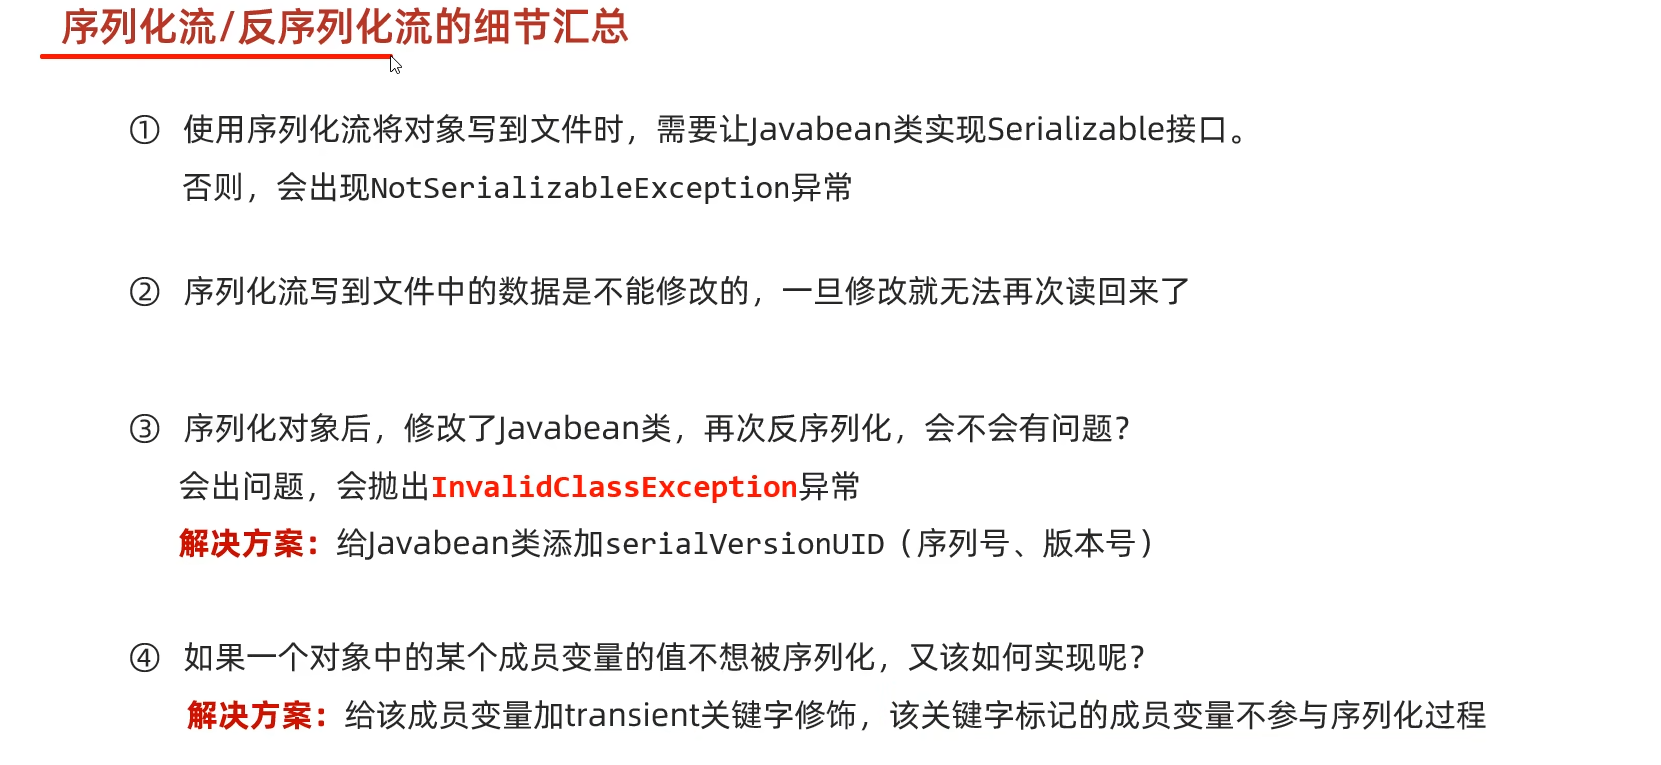 序列化流/反序列化流的细节汇总
① 使用序列化流将对象写到文件时，需要让Javabean类实现Serializable接口。
否则，会出现NotSerializableException异常
② 序列化流写到文件中的数据是不能修改的，一旦修改就无法再次读回来了
③ 序列化对象后，修改了Javabean类，再次反序列化，会不会有问题？
会出问题，会抛出InvalidClassException异常
解决方案：给Javabean类添加serialVersionUID（序列号、版本号）
④ 如果一个对象中的某个成员变量的值不想被序列化，又该如何实现呢？
解决方案：给该成员变量加transient关键字修饰，该关键字标记的成员变量不参与序列化过程